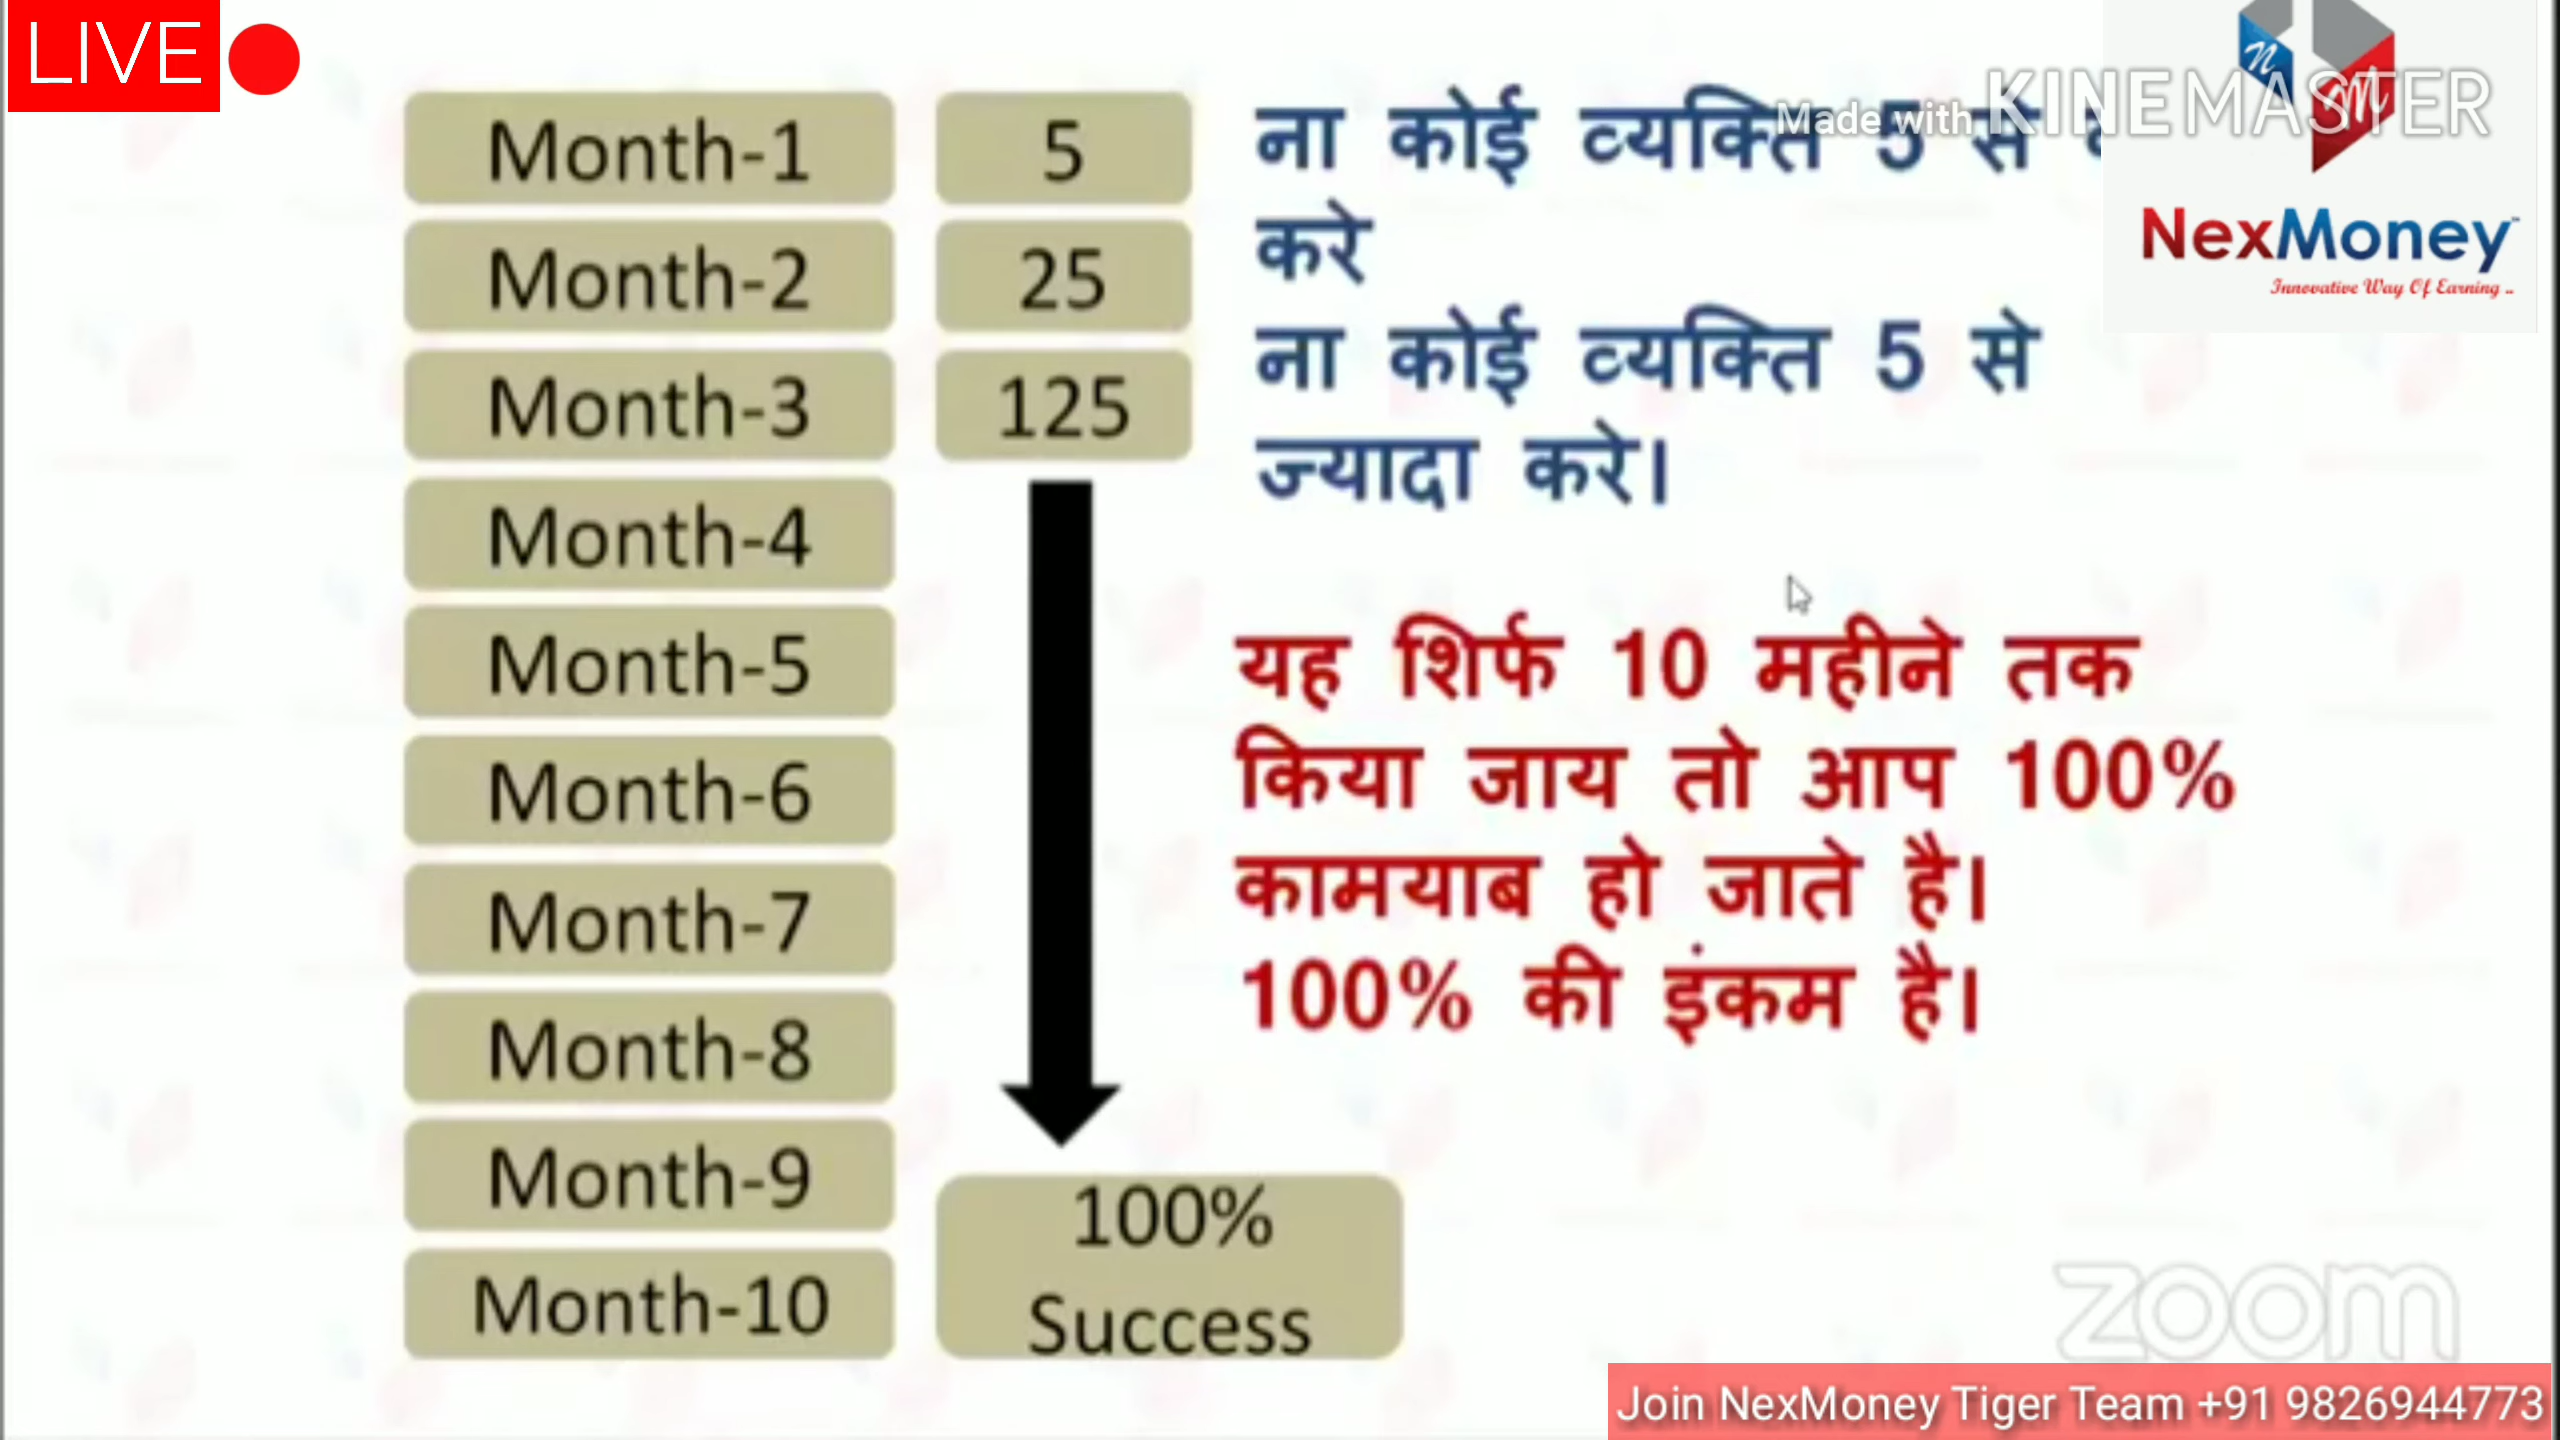 LIVE
Month-1 5
Month-2 25
Month-3 125
Month-4
Month-5
Month-6
Month-7
Month-8
Month-9
Month-10
100%
Success
ना कोई व्यक्ति 5 से
करे
ना कोई व्यक्ति 5 से
ज्यादा करे।
यह शिर्फ 10 महीने तक
किया जाय तो आप 100%
कामयाब हो जाते है।
100% की इंकम है।
Made with KINEMASTER
NexMoney
Innovative Way Of Earning ..
zoom
Join NexMoney Tiger Team +91 9826944773